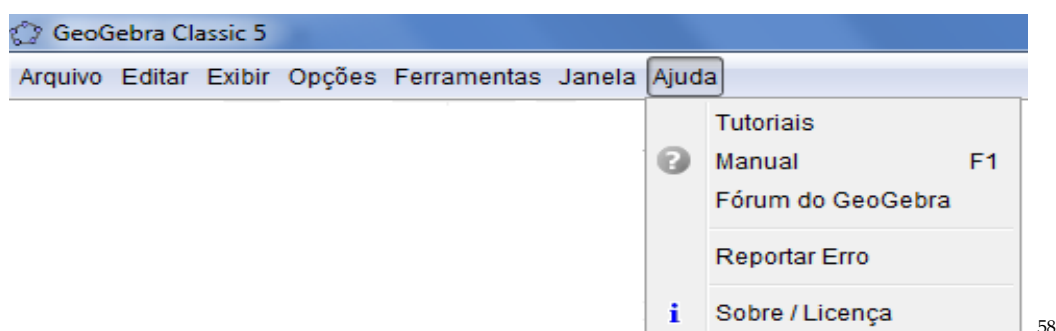 GeoGebra Classic 5
Arquivo Editar Exibir Opções Ferramentas Janela Ajuda
Tutoriais
Manual F1
Fórum do GeoGebra
Reportar Erro
Sobre / Licença
58